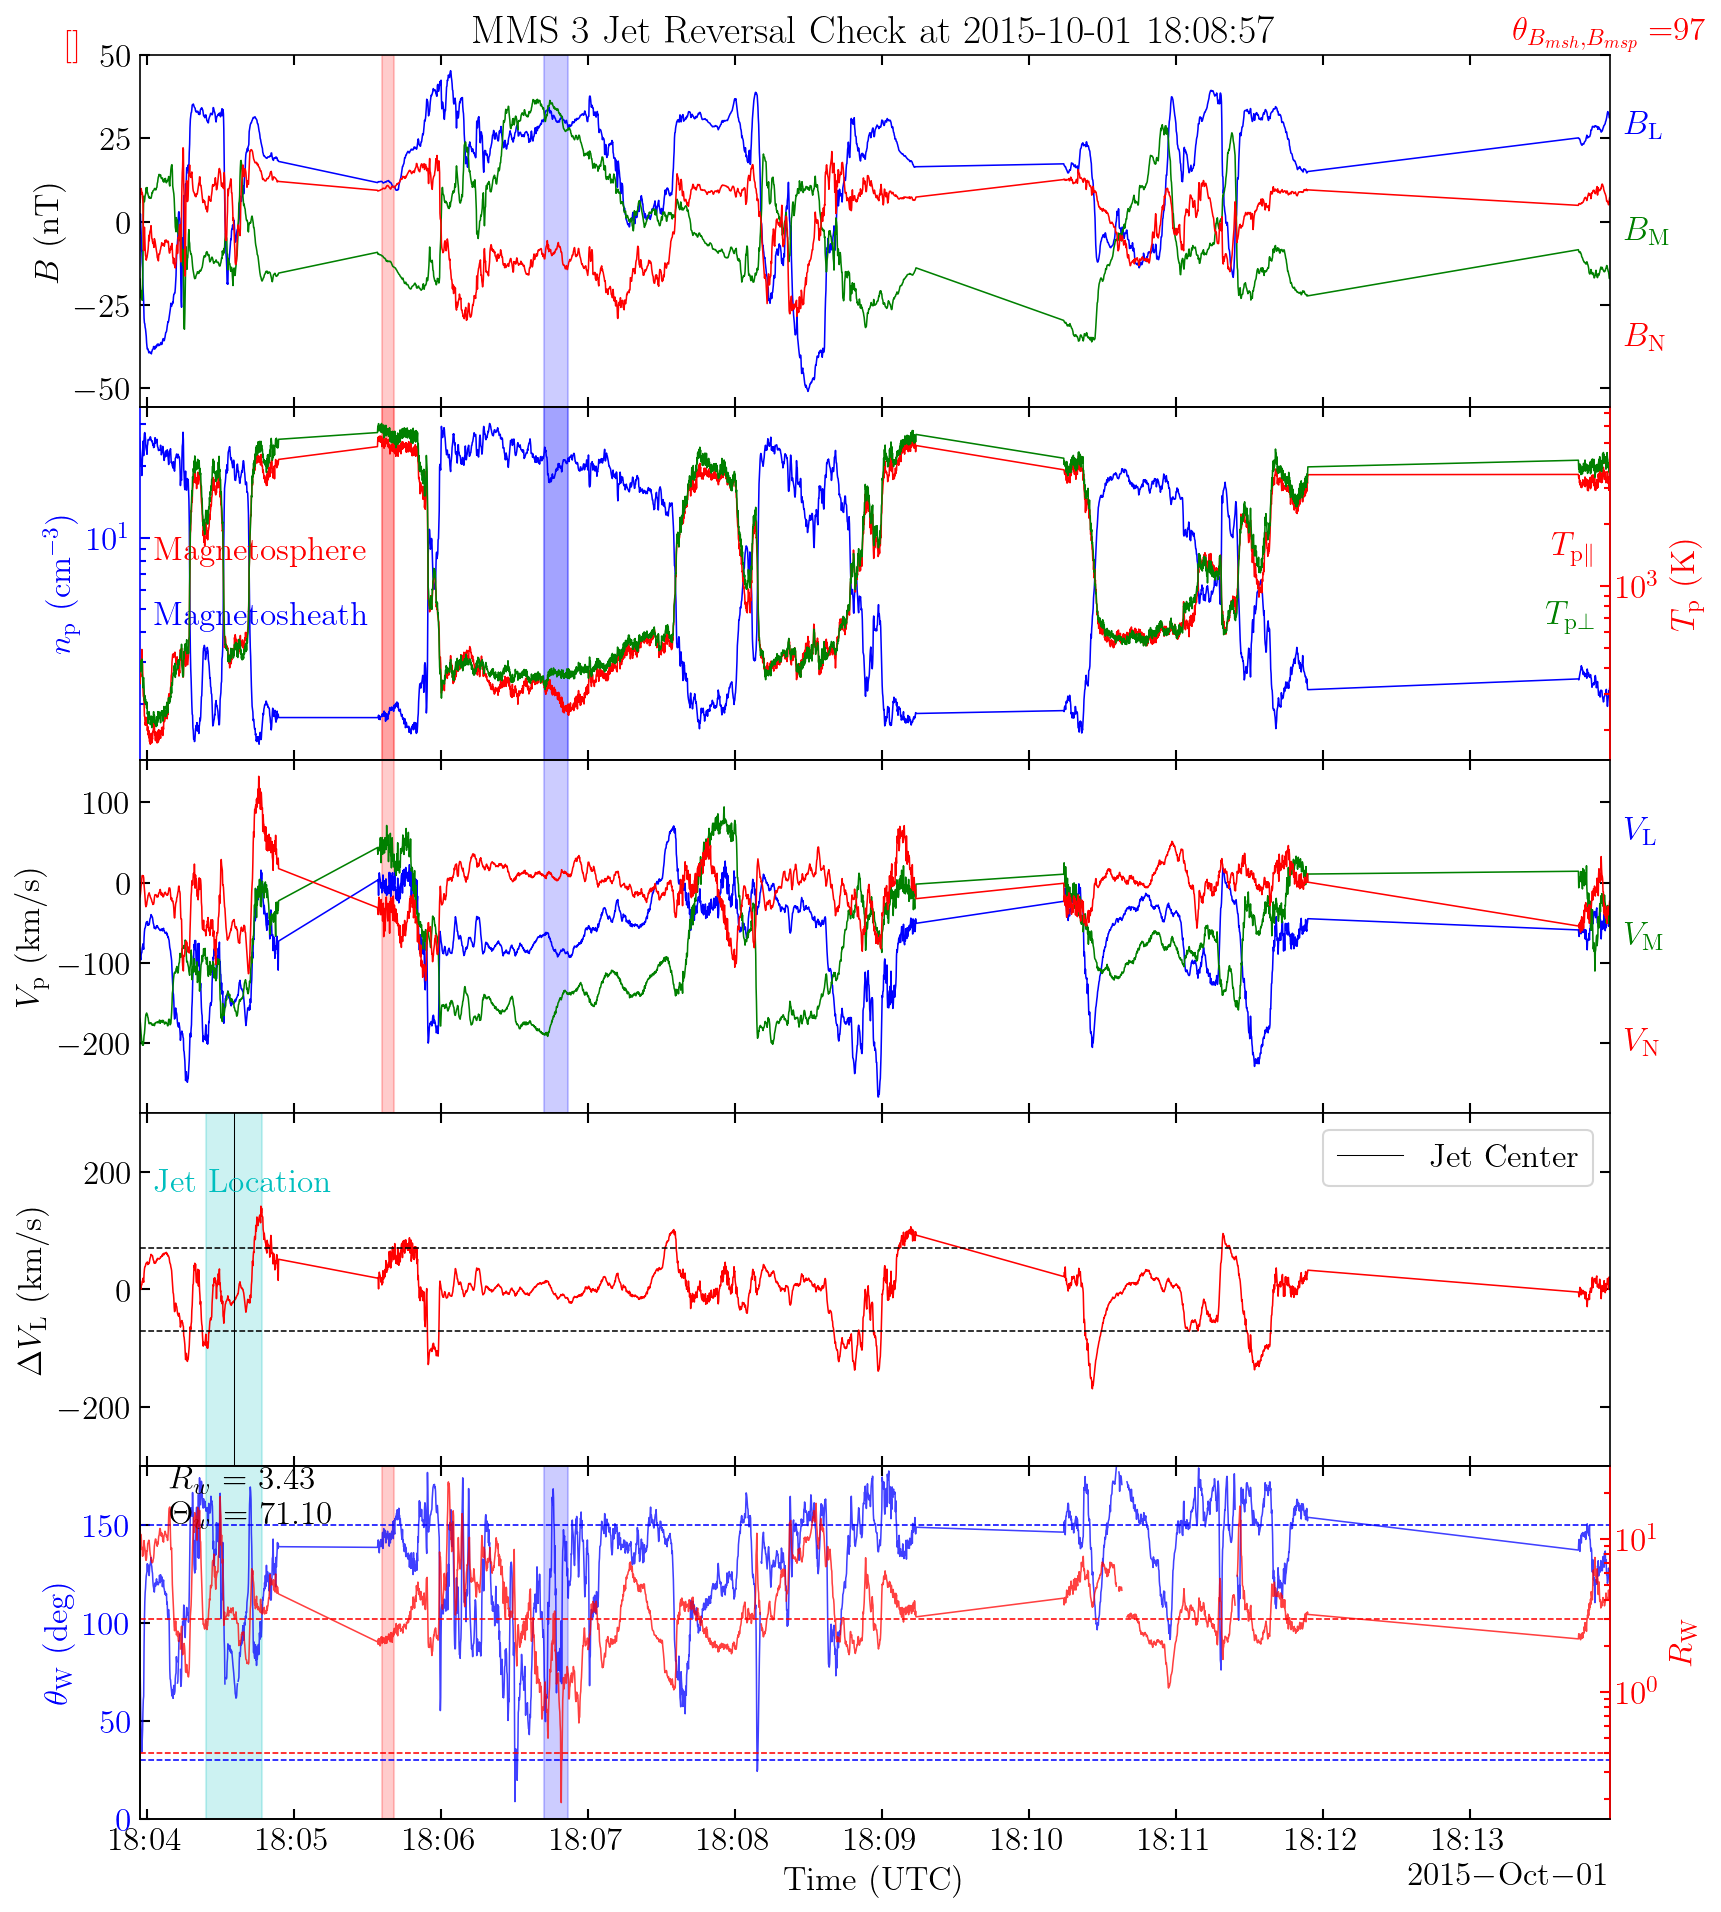 MMS 3 Jet Reversal Check at 2015-10-01 18:08:57
θ_{B_{msh},B_{msp}} =97
50
25
0
−25
−50
B (nT)
B_L
B_M
B_N
10^1
n_p (cm^{−3})
Magnetosphere
Magnetosheath
T_{p∥}
T_{p⊥}
10^3
T_p (K)
100
0
−100
−200
V_p (km/s)
V_L
V_M
V_N
200
0
−200
ΔV_L (km/s)
Jet Location
Jet Center
R_w = 3.43
Θ_w = 71.10
150
100
50
0
θ_W (deg)
10^1
10^0
R_W
18:04 18:05 18:06 18:07 18:08 18:09 18:10 18:11 18:12 18:13
Time (UTC)
2015−Oct−01